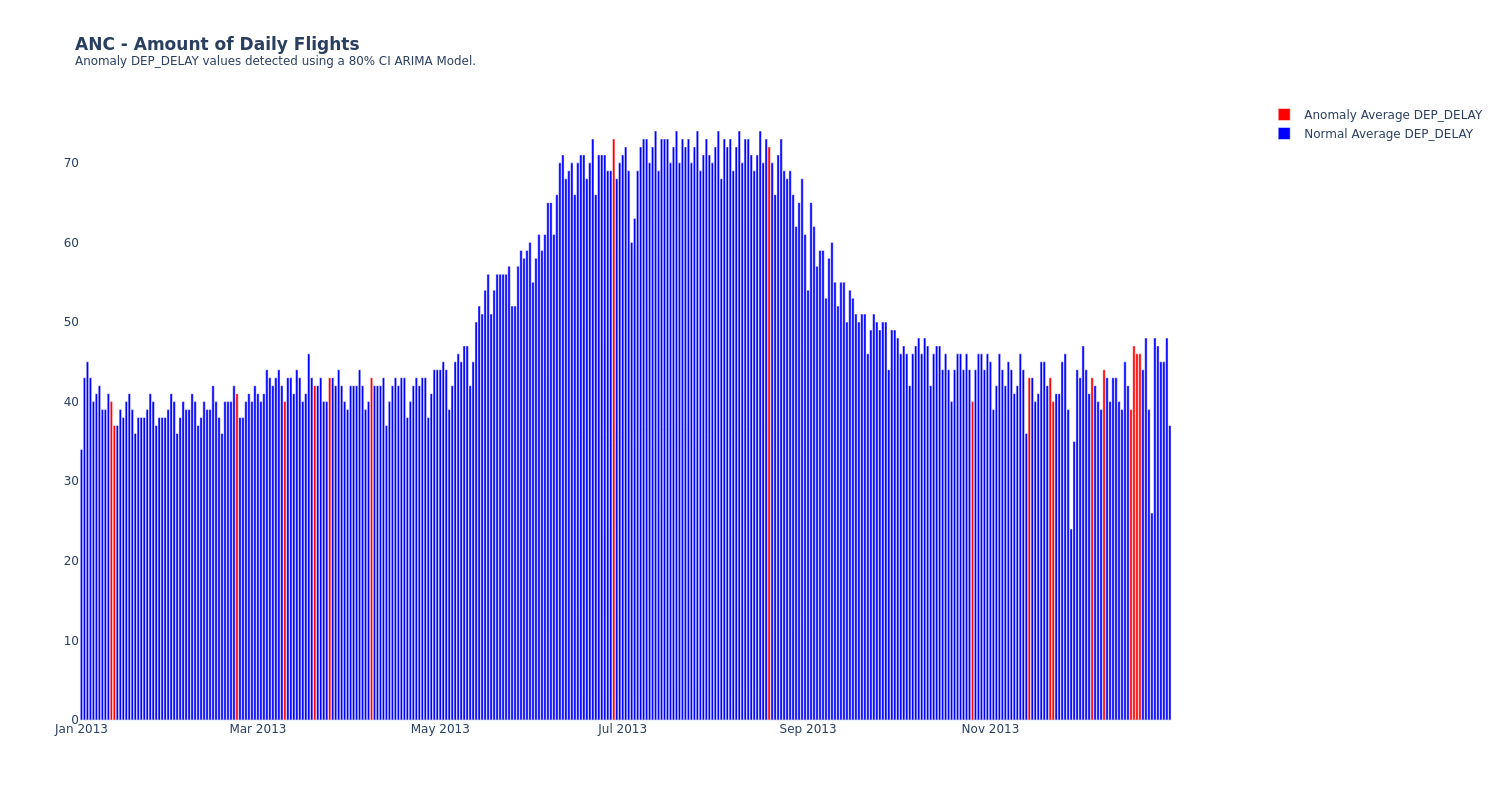 ANC - Amount of Daily Flights
Anomaly DEP_DELAY values detected using a 80% CI ARIMA Model.
Anomaly Average DEP_DELAY
Normal Average DEP_DELAY
70
60
50
40
30
20
10
0
Jan 2013 Mar 2013 May 2013 Jul 2013 Sep 2013 Nov 2013